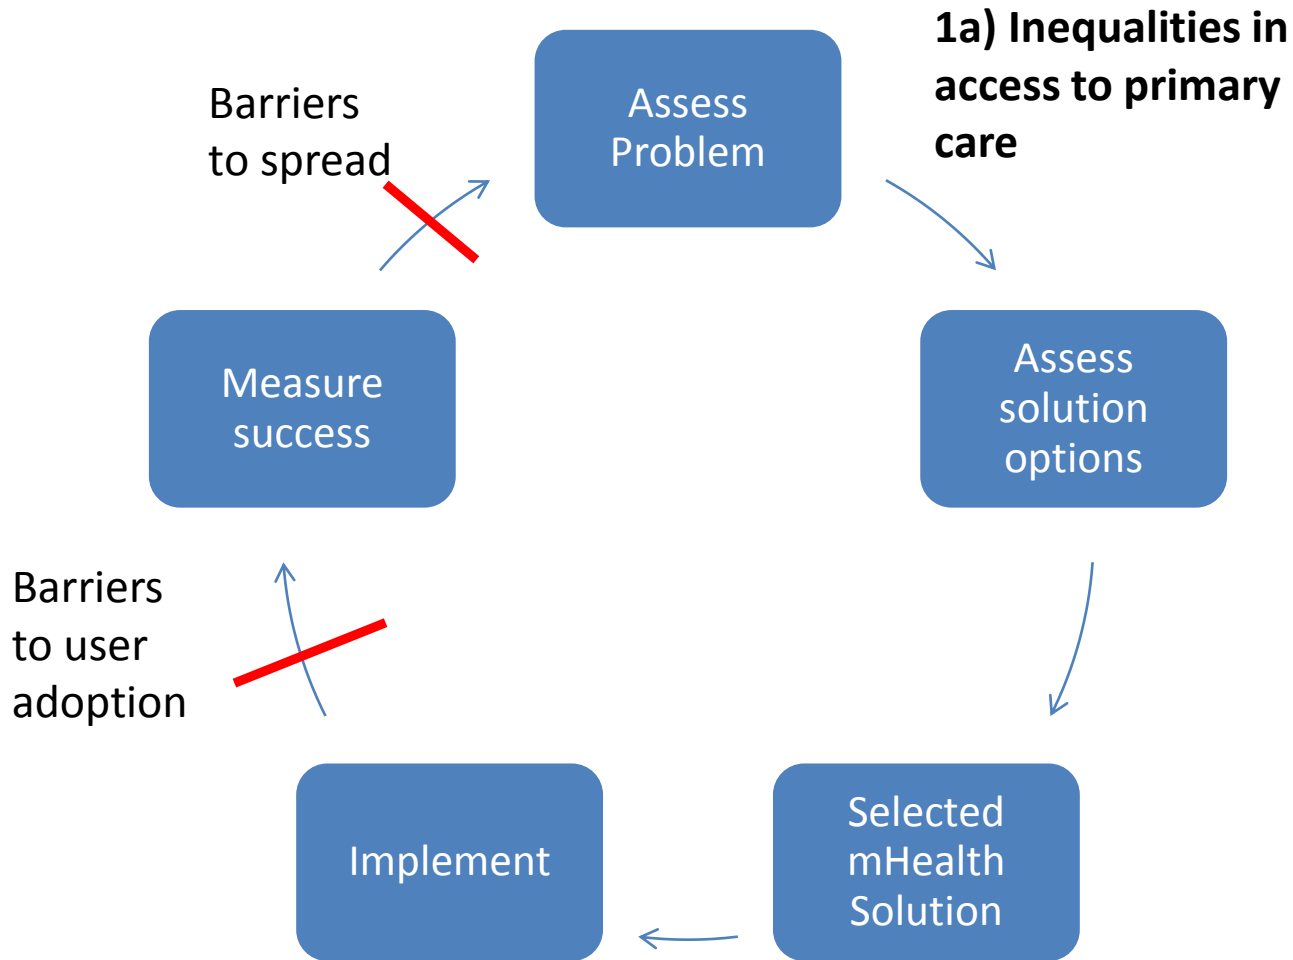 1a) Inequalities in
access to primary
care
Barriers
to spread
Assess
Problem
Measure
success
Assess
solution
options
Barriers
to user
adoption
Implement
Selected
mHealth
Solution